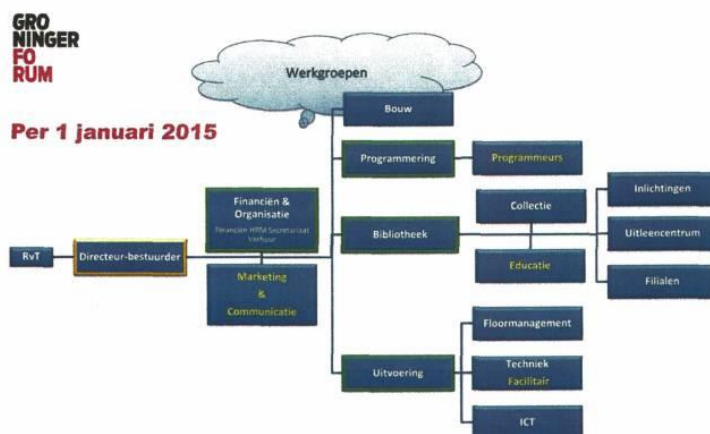 GRO
NINGER
FO
RUM
Per 1 januari 2015
Werkgroepen
Bouw
Programmering
Programmeurs
Financiën &
Organisatie
Financiën HRM Secretariaat
Verhuur
Marketing
&
Communicatie
RvT
Directeur-bestuurder
Bibliotheek
Collectie
Educatie
Inlichtingen
Uitleencentrum
Filialen
Uitvoering
Floormanagement
Techniek
Facilitair
ICT